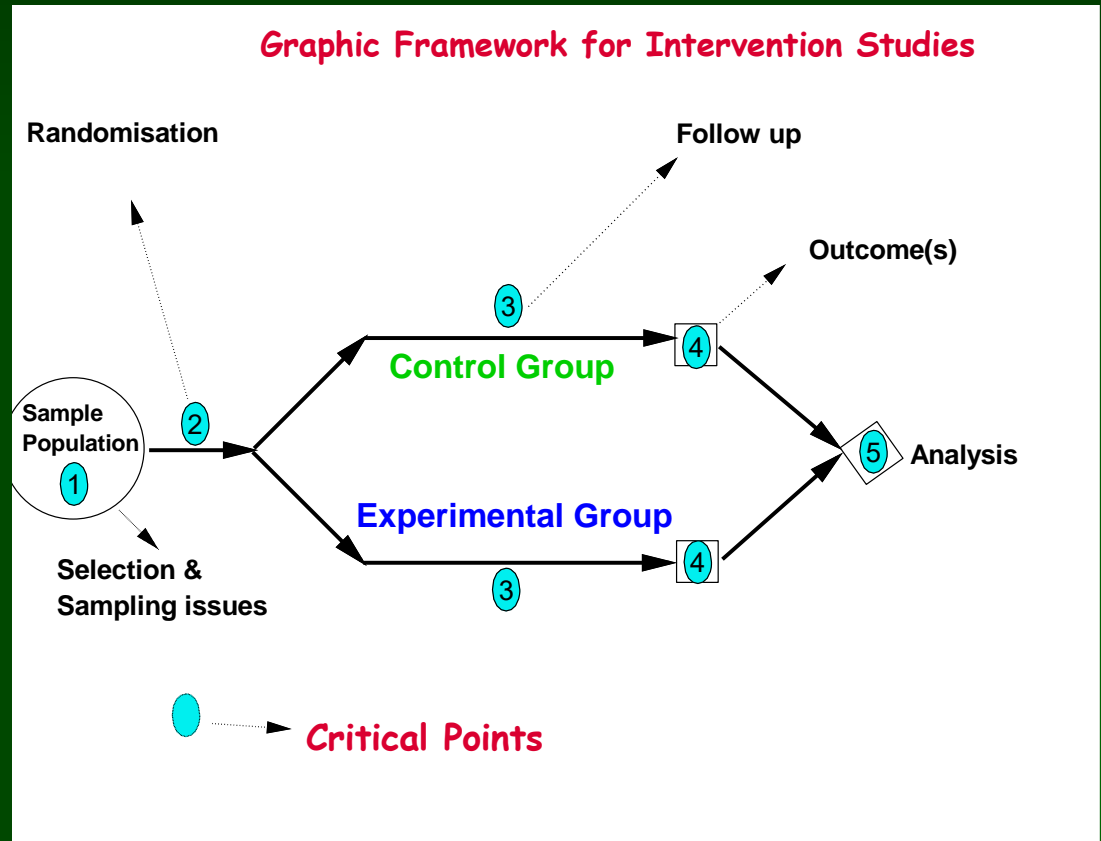 Graphic Framework for Intervention Studies
Randomisation
Follow up
Outcome(s)
3
4
Control Group
Sample
Population
1
2
5
Analysis
Experimental Group
4
3
Selection &
Sampling issues
Critical Points